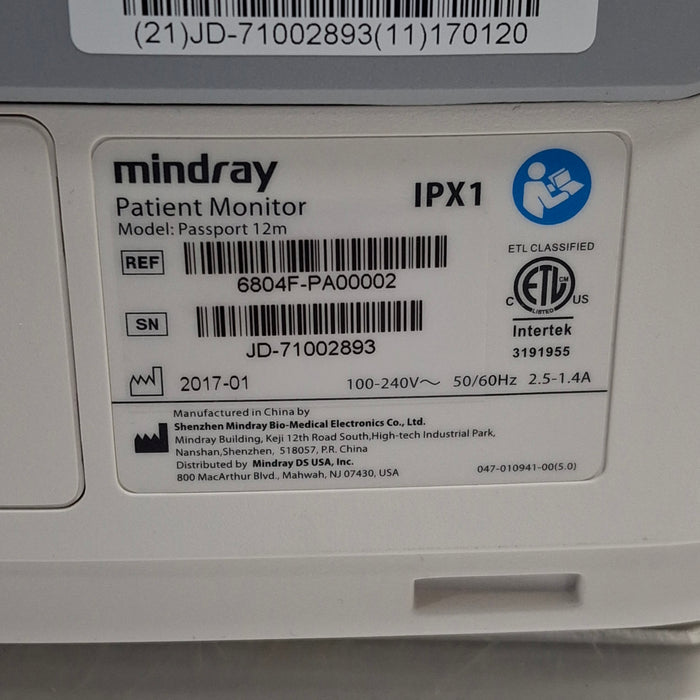 (21)JD-71002893(11)170120
mindray
IPX1
Patient Monitor
Model: Passport 12m
REF
6804F-PA00002
SN
JD-71002893
2017-01
100-240V～ 50/60Hz 2.5-1.4A
ETL CLASSIFIED
ETL CM
LISTED
C US
Intertek
3191955
Manufactured in China by
Shenzhen Mindray Bio-Medical Electronics Co., Ltd.
Mindray Building, Keji 12th Road South,High-tech Industrial Park,
Nanshan,Shenzhen, 518057, P.R. China
Distributed by Mindray DS USA, Inc.
800 MacArthur Blvd., Mahwah, NJ 07430, USA
047-010941-00(5.0)